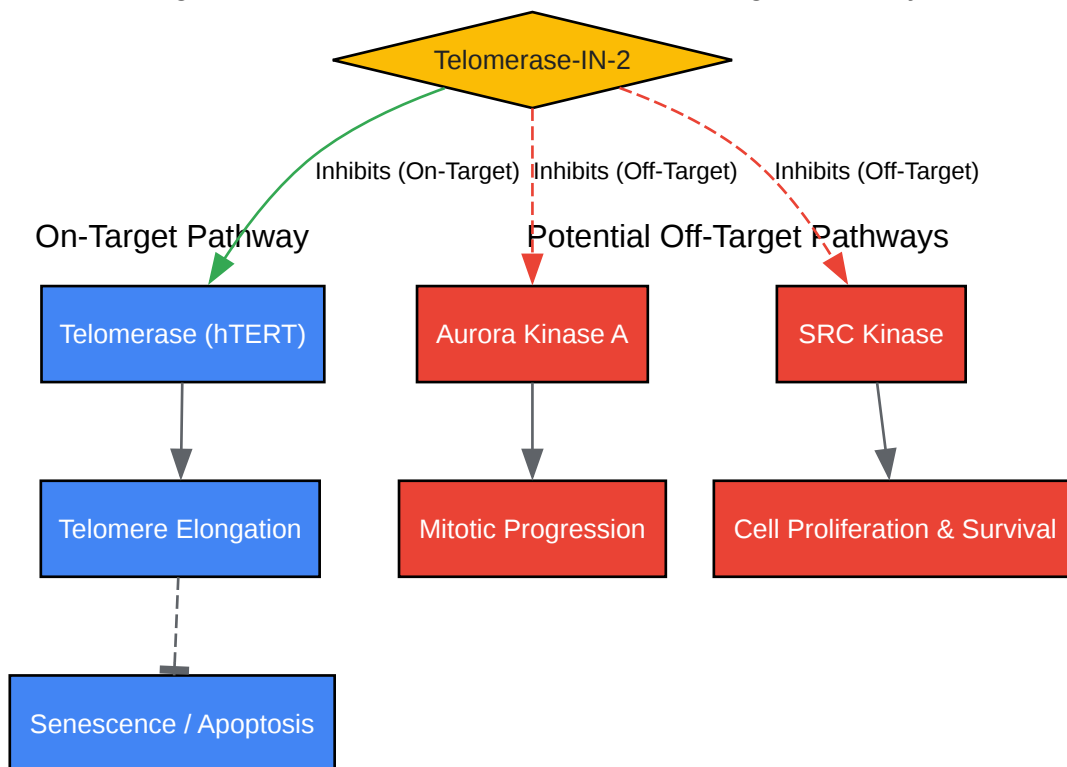 Telomerase-IN-2
Inhibits (On-Target)
Inhibits (Off-Target)
Inhibits (Off-Target)
On-Target Pathway
Potential Off-Target Pathways
Telomerase (hTERT)
Aurora Kinase A
SRC Kinase
Telomere Elongation
Mitotic Progression
Cell Proliferation & Survival
Senescence / Apoptosis